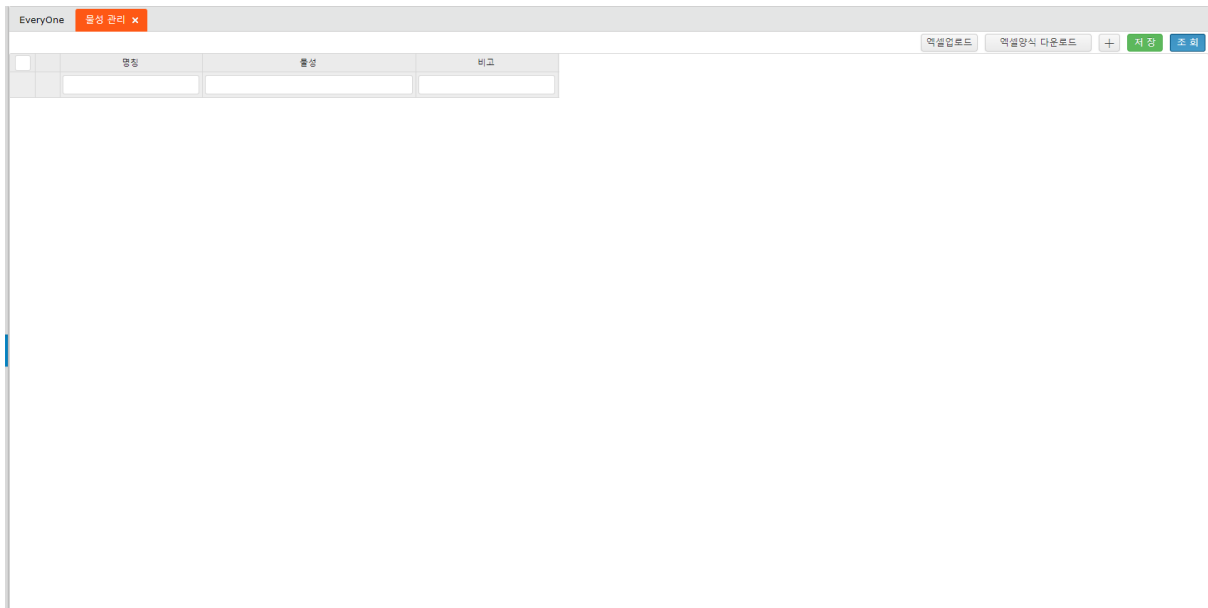 EveryOne 물성 관리 ×
엑셀업로드 엑셀양식 다운로드 + 저 장 조 회
명칭 물성 비고